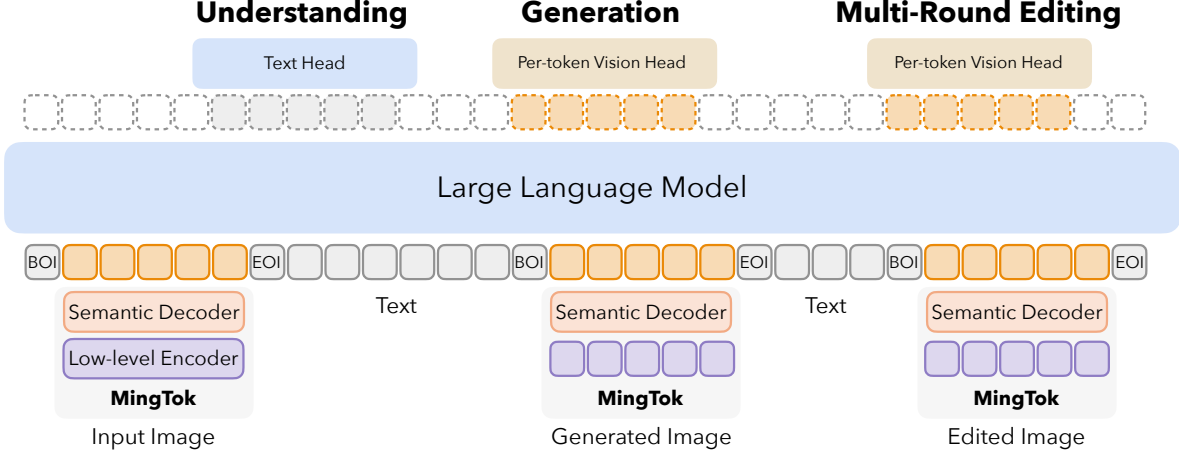 Understanding Generation Multi-Round Editing
Text Head Per-token Vision Head Per-token Vision Head
Large Language Model
BOI EOI BOI EOI BOI EOI
Semantic Decoder Text Semantic Decoder Text Semantic Decoder
Low-level Encoder
MingTok MingTok MingTok
Input Image Generated Image Edited Image